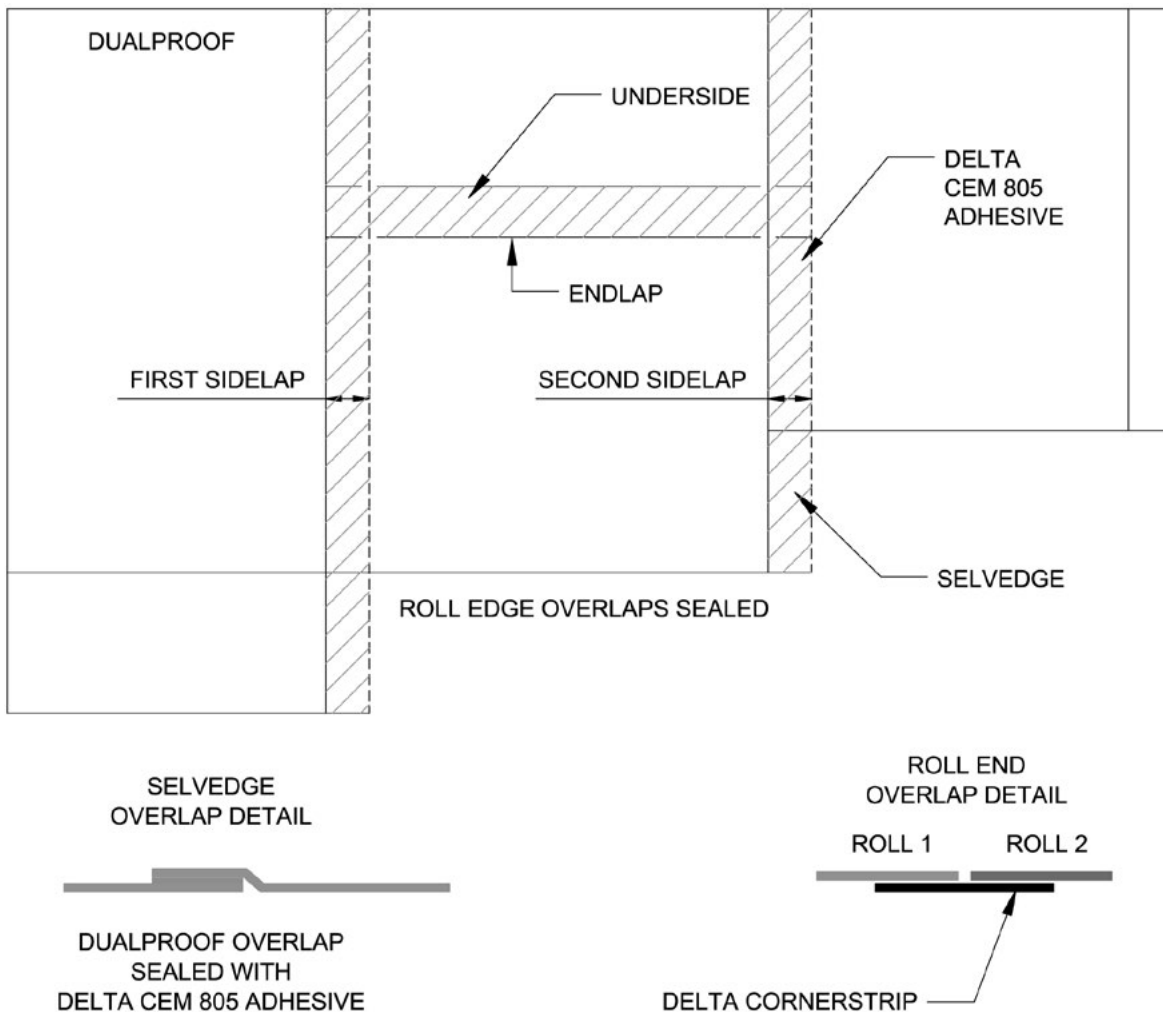 DUALPROOF
UNDERSIDE
DELTA
CEM 805
ADHESIVE
ENDLAP
FIRST SIDELAP
SECOND SIDELAP
SELVEDGE
ROLL EDGE OVERLAPS SEALED
SELVEDGE
OVERLAP DETAIL
DUALPROOF OVERLAP
SEALED WITH
DELTA CEM 805 ADHESIVE
ROLL END
OVERLAP DETAIL
ROLL 1
ROLL 2
DELTA CORNERSTRIP